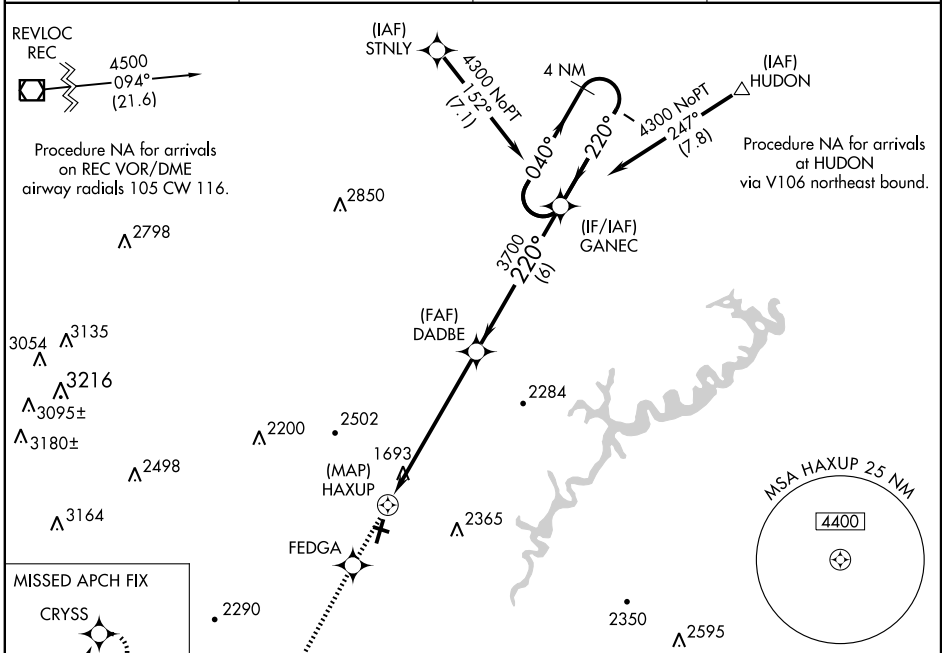 REVLOC
REC
4500
094°
(21.6)
Procedure NA for arrivals
on REC VOR/DME
airway radials 105 CW 116.
(IAF)
STNLY
4300 NoPT
152°
(7.1)
4 NM
040°
220°
4300 NoPT
247°
(7.8)
(IAF)
HUDON
Procedure NA for arrivals
at HUDON
via V106 northeast bound.
2850
2798
(IF/IAF)
GANEC
3700
220°
(6)
(FAF)
DADBE
3135
3054
3216
3095±
3180±
2284
2200
2502
1693
2498
(MAP)
HAXUP
3164
2365
FEDGA
MSA HAXUP 25 NM
4400
MISSED APCH FIX
CRYSS
2290
2350
2595